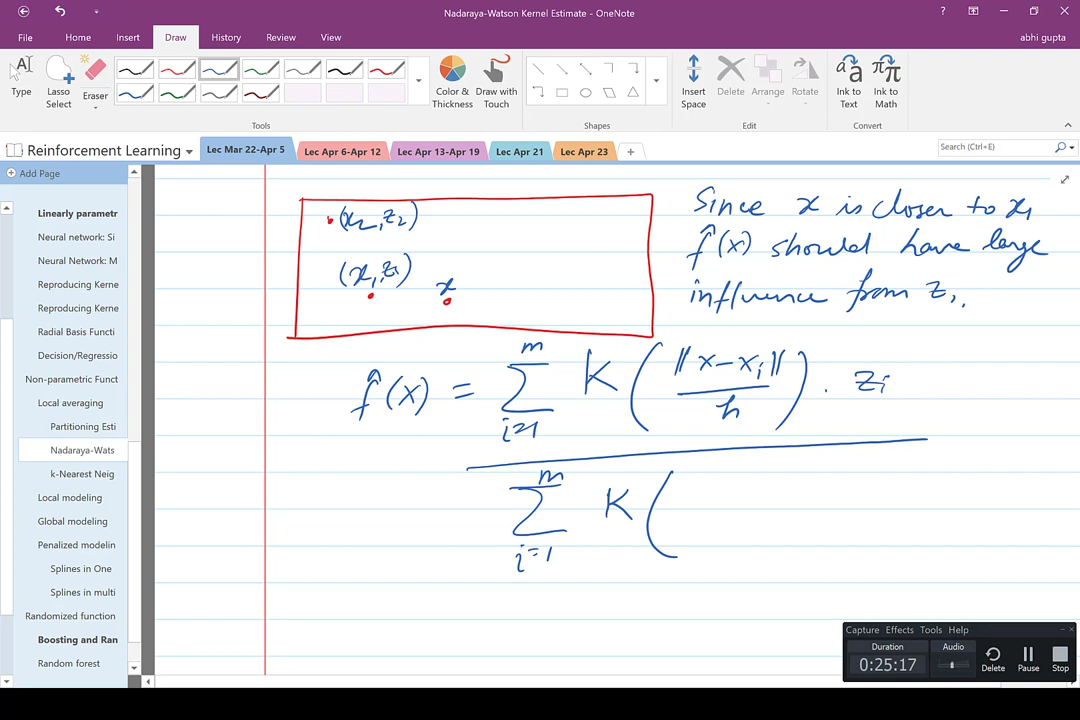 Nadaraya-Watson Kernel Estimate - OneNote
?
File Home Insert Draw History Review View
abhi gupta
Type
Lasso Select
Eraser
Color & Thickness
Draw with Touch
Insert Space
Delete
Arrange
Rotate
Ink to Text
Ink to Math
Tools
Shapes
Edit
Convert
Reinforcement Learning
Lec Mar 22-Apr 5
Lec Apr 6-Apr 12
Lec Apr 13-Apr 19
Lec Apr 21
Lec Apr 23
+
Search (Ctrl+E)
Add Page
Linearly parametr
Neural network: Si
Neural Network: M
Reproducing Kerne
Reproducing Kerne
Radial Basis Functi
Decision/Regressio
Non-parametric Funct
Local averaging
Partitioning Esti
Nadaraya-Wats
k-Nearest Neig
Local modeling
Global modeling
Penalized modelin
Splines in One
Splines in multi
Randomized function
Boosting and Ran
Random forest
(x₂, z₂)
(x₁, z₁)
x
Since x is closer to x₁
f̂(x) should have large
influence from z₁.
f̂(x) = ∑_{i=1}^{m} K(‖x-x_i‖/h) · z_i
∑_{i=1}^{m} K(
Capture Effects Tools Help
Duration
0:25:17
Audio
Delete
Pause
Stop